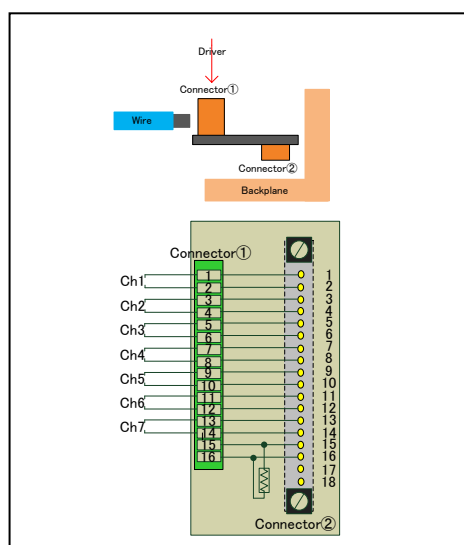 Driver
Connector①
Wire
Connector②
Backplane
Connector①
Ch1
Ch2
Ch3
Ch4
Ch5
Ch6
Ch7
1
2
3
4
5
6
7
8
9
10
11
12
13
14
15
16
1
2
3
4
5
6
7
8
9
10
11
12
13
14
15
16
17
18
Connector②